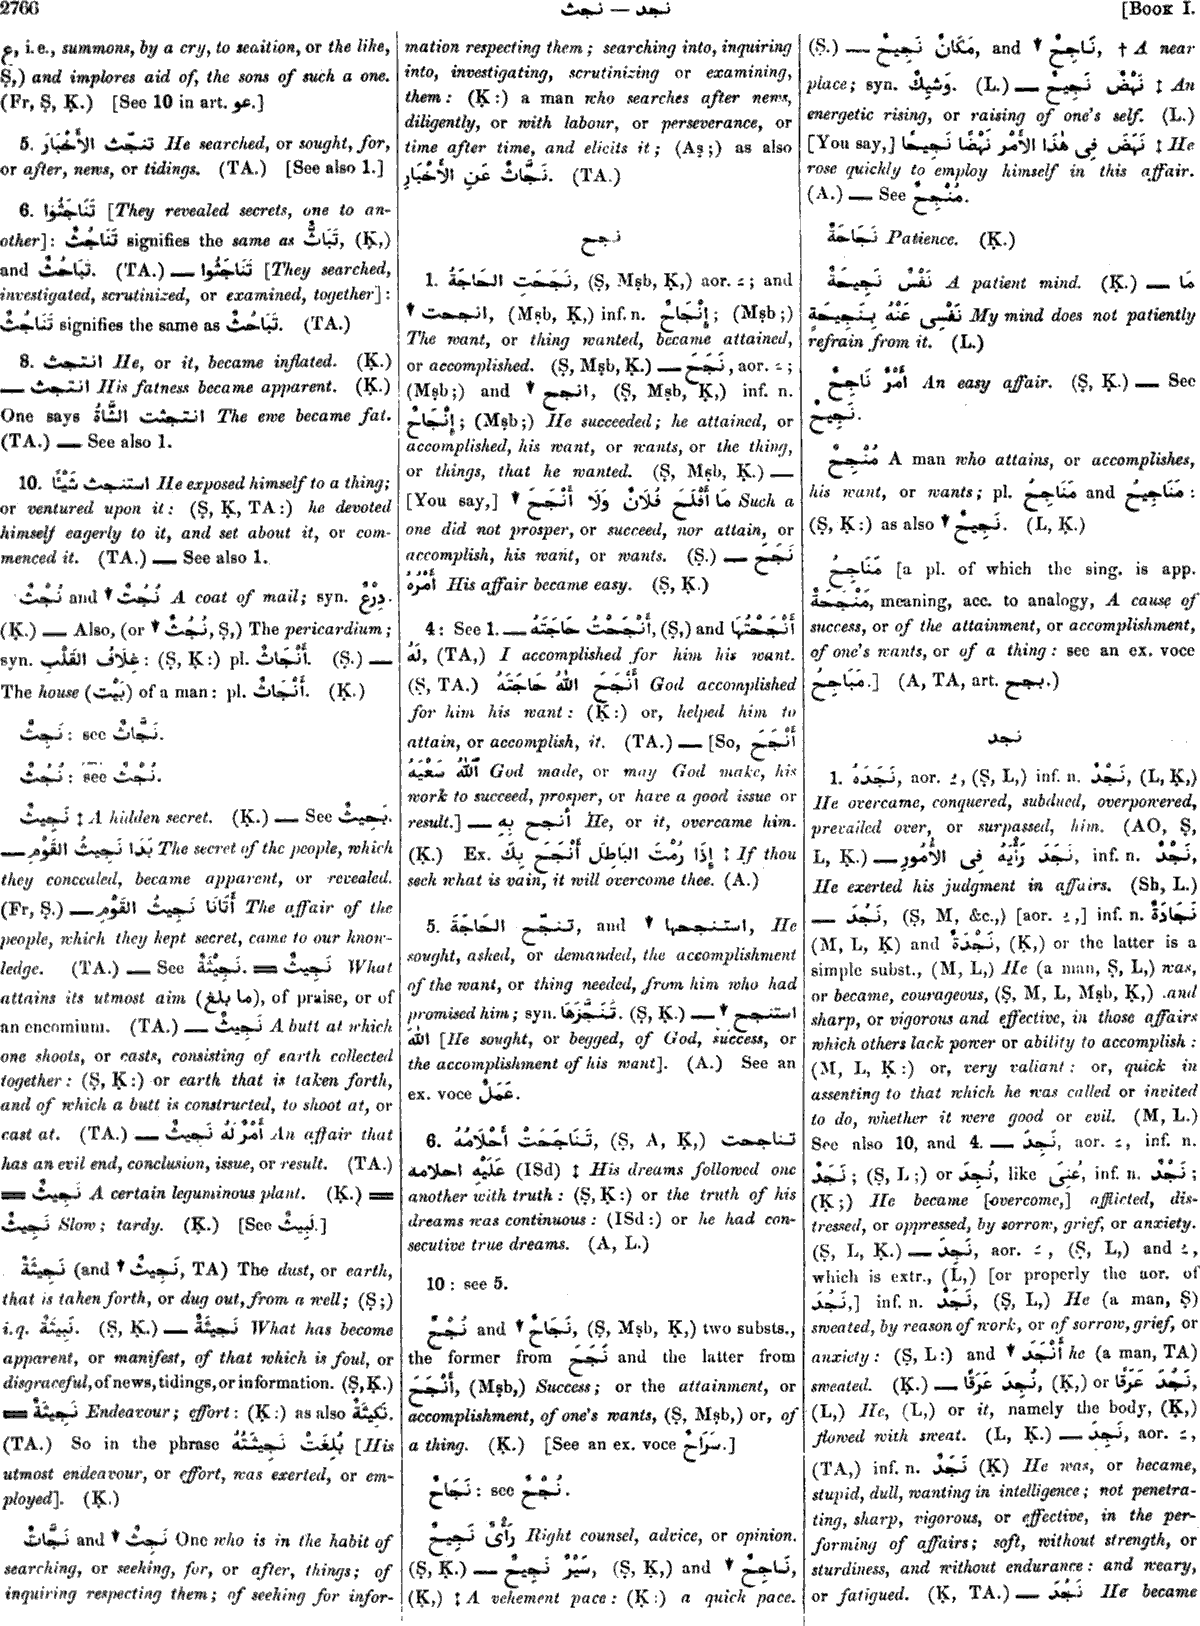 2766
نجد — نجث
[Book I.
ع, i. e., summons, by a cry, to sedition, or the like,
Ṣ,) and implores aid of, the sons of such a one.
(Fr, Ṣ, Ḳ.) [See 10 in art. عو.]
5. تنجّث الأَخْبَارَ He searched, or sought, for,
or after, news, or tidings. (TA.) [See also 1.]
6. تَنَاجَثُوا [They revealed secrets, one to an-
other]: تَنَاجُثٌ signifies the same as تَبَاثٌّ, (Ḳ,)
and تَبَاحُثٌ. (TA.) — تَنَاجَثُوا [They searched,
investigated, scrutinized, or examined, together]:
تَنَاجُثٌ signifies the same as تَبَاحُثٌ. (TA.)
8. انتجث He, or it, became inflated. (Ḳ.)
— انتجث His fatness became apparent. (Ḳ.)
One says انتجثت الشَّاةُ The ewe became fat.
(TA.) — See also 1.
10. استنجث شَيْئًا He exposed himself to a thing;
or ventured upon it: (Ṣ, Ḳ, TA:) he devoted
himself eagerly to it, and set about it, or com-
menced it. (TA.) — See also 1.
نُجْثٌ and ▾ نُجُثٌ A coat of mail; syn. دِرْعٌ.
(Ḳ.) — Also, (or ▾ نُجُثٌ, Ṣ,) The pericardium;
syn. غِلَافُ القَلْبِ: (Ṣ, Ḳ:) pl. أَنْجَاثٌ. (Ṣ.) —
The house (بَيْت) of a man: pl. أَنْجَاثٌ. (Ḳ.)
نَجِثٌ: see نَجَّاثٌ.
نُجُثٌ: see نُجْثٌ.
نَجِيثٌ ‡ A hidden secret. (Ḳ.) — See بَحِيثٌ.
— بَدَا نَجِيثُ القَوْمِ The secret of the people, which
they concealed, became apparent, or revealed.
(Fr, Ṣ.) — أَتَانَا نَجِيثُ القَوْمِ The affair of the
people, which they kept secret, came to our know-
ledge. (TA.) — See نَجِيْثَةٌ. = نَجِيثٌ What
attains its utmost aim (ما بلغ), of praise, or of
an encomium. (TA.) — نَجِيثٌ A butt at which
one shoots, or casts, consisting of earth collected
together: (Ṣ, Ḳ:) or earth that is taken forth,
and of which a butt is constructed, to shoot at, or
cast at. (TA.) — أَمْرٌ لَهُ نَجِيثٌ An affair that
has an evil end, conclusion, issue, or result. (TA.)
= نَجِيثٌ A certain leguminous plant. (Ḳ.) =
نَجِيثٌ Slow; tardy. (Ḳ.) [See لَبِيثٌ.]
نَجِيثَةٌ (and ▾ نَجِيثٌ, TA) The dust, or earth,
that is taken forth, or dug out, from a well; (Ṣ;)
i. q. نَبِيثَةٌ. (Ṣ, Ḳ.) — نَجِيثَةٌ What has become
apparent, or manifest, of that which is foul, or
disgraceful, of news, tidings, or information. (Ṣ, Ḳ.)
= نَجِيثَةٌ Endeavour; effort: (Ḳ:) as also نَكِيثَةٌ.
(TA.) So in the phrase بُلِغَتْ نَجِيثَتُهُ [His
utmost endeavour, or effort, was exerted, or em-
ployed]. (Ḳ.)
نَجَّاثٌ and ▾ نَجِثٌ One who is in the habit of
searching, or seeking, for, or after, things; of
inquiring respecting them; of seeking for infor-
mation respecting them; searching into, inquiring
into, investigating, scrutinizing or examining,
them: (Ḳ:) a man who searches after news,
diligently, or with labour, or perseverance, or
time after time, and elicits it; (Aṣ;) as also
نَجَّاثٌ عَنِ الأَخْبَارِ. (TA.)
نجح
1. نَجَحَتِ الحَاجَةُ, (Ṣ, Mṣb, Ḳ,) aor. ـَ; and
▾ انجحت, (Mṣb, Ḳ,) inf. n. إِنْجَاحٌ; (Mṣb;)
The want, or thing wanted, became attained,
or accomplished. (Ṣ, Mṣb, Ḳ.) — نَجَحَ, aor. ـَ;
(Mṣb;) and ▾ انجح, (Ṣ, Mṣb, Ḳ,) inf. n.
إِنْجَاحٌ; (Mṣb;) He succeeded; he attained, or
accomplished, his want, or wants, or the thing,
or things, that he wanted. (Ṣ, Mṣb, Ḳ.) —
[You say,] ▾ مَا أَفْلَحَ فُلَانٌ وَلَا أَنْجَحَ Such a
one did not prosper, or succeed, nor attain, or
accomplish, his want, or wants. (Ṣ.) — نَجَحَ
أَمْرُهُ His affair became easy. (Ṣ, Ḳ.)
4: See 1. — أَنْجَحْتُ حَاجَتَهُ, (Ṣ,) and أَنْجَحْتُهَا
لَهُ, (TA,) I accomplished for him his want.
(Ṣ, TA.) أَنْجَحَ اللّٰهُ حَاجَتَهُ God accomplished
for him his want: (Ḳ:) or, helped him to
attain, or accomplish, it. (TA.) — [So, أَنْجَحَ
اللّٰهُ سَعْيَهُ God made, or may God make, his
work to succeed, prosper, or have a good issue or
result.] — أنجح بِهِ He, or it, overcame him.
(Ḳ.) Ex. إِذَا رُمْتَ البَاطِلَ أَنْجَحَ بِكَ ‡ If thou
seek what is vain, it will overcome thee. (A.)
5. تنجّح الحَاجَةَ, and ▾ استنجحها, He
sought, asked, or demanded, the accomplishment
of the want, or thing needed, from him who had
promised him; syn. تَنَجَّزَهَا. (Ṣ, Ḳ.) — ▾ استنجح
اللّٰهَ [He sought, or begged, of God, success, or
the accomplishment of his want]. (A.) See an
ex. voce عَمَلٌ.
6. تَنَاجَحَتْ أَحْلَامُهُ, (Ṣ, A, Ḳ,) تناجحت
عَلَيْهِ احلامه (ISd) ‡ His dreams followed one
another with truth: (Ṣ, Ḳ:) or the truth of his
dreams was continuous: (ISd:) or he had con-
secutive true dreams. (A, L.)
10: see 5.
نُجْحٌ and ▾ نَجَاحٌ, (Ṣ, Mṣb, Ḳ,) two substs.,
the former from نَجَحَ and the latter from
أَنْجَحَ, (Mṣb,) Success; or the attainment, or
accomplishment, of one's wants, (Ṣ, Mṣb,) or, of
a thing. (Ḳ.) [See an ex. voce سَرَاحٌ.]
نَجَاحٌ: see نُجْحٌ.
رَأْىٌ نَجِيحٌ Right counsel, advice, or opinion.
(Ṣ, Ḳ.) — سَيْرٌ نَجِيحٌ, (Ṣ, Ḳ,) and ▾ نَاجِحٌ,
(Ḳ,) ‡ A vehement pace: (Ḳ:) a quick pace.
(Ṣ.) — مَكَانٌ نَجِيحٌ, and ▾ نَاجِحٌ, † A near
place; syn. وَشِيكٌ. (L.) — نَهْضٌ نَجِيحٌ ‡ An
energetic rising, or raising of one's self. (L.)
[You say,] نَهَضَ فِى هٰذَا الأَمْرِ نَهْضًا نَجِيحًا ‡ He
rose quickly to employ himself in this affair.
(A.) — See مُنْجِحٌ.
نَجَاحَةٌ Patience. (Ḳ.)
نَفْسٌ نَجِيحَةٌ A patient mind. (Ḳ.) — مَا
نَفْسِى عَنْهُ بِنَجِيحَةٍ My mind does not patiently
refrain from it. (L.)
أَمْرٌ نَاجِحٌ An easy affair. (Ṣ, Ḳ.) — See
نَجِيحٌ.
مُنْجِحٌ A man who attains, or accomplishes,
his want, or wants; pl. مَنَاجِحُ and مَنَاجِيحُ:
(Ṣ, Ḳ:) as also ▾ نَجِيحٌ. (L, Ḳ.)
مَنَاجِحُ [a pl. of which the sing. is app.
مَنْجَحَةٌ, meaning, acc. to analogy, A cause of
success, or of the attainment, or accomplishment,
of one's wants, or of a thing: see an ex. voce
مَبَاجِحُ.] (A, TA, art. بجح.)
نجد
1. نَجَدَهُ, aor. ـُ, (Ṣ, L,) inf. n. نَجْدٌ, (L, Ḳ,)
He overcame, conquered, subdued, overpowered,
prevailed over, or surpassed, him. (AO, Ṣ,
L, Ḳ.) — نَجَدَ رَأْيَهُ فِى الأُمُورِ, inf. n. نَجْدٌ,
He exerted his judgment in affairs. (Sh, L.)
— نَجُدَ, (Ṣ, M, &c.,) [aor. ـُ,] inf. n. نَجَادَةٌ
(M, L, Ḳ) and نَجْدَةٌ, (Ḳ,) or the latter is a
simple subst., (M, L,) He (a man, Ṣ, L,) was,
or became, courageous, (Ṣ, M, L, Mṣb, Ḳ,) and
sharp, or vigorous and effective, in those affairs
which others lack power or ability to accomplish:
(M, L, Ḳ:) or, very valiant: or, quick in
assenting to that which he was called or invited
to do, whether it were good or evil. (M, L.)
See also 10, and 4. — نَجِدَ, aor. ـَ, inf. n.
نَجَدٌ; (Ṣ, L;) or نُجِدَ, like عُنِىَ, inf. n. نَجْدٌ;
(Ḳ;) He became [overcome,] afflicted, dis-
tressed, or oppressed, by sorrow, grief, or anxiety.
(Ṣ, L, Ḳ.) — نَجِدَ, aor. ـَ, (Ṣ, L,) and ـُ,
which is extr., (L,) [or properly the aor. of
نَجُدَ,] inf. n. نَجَدٌ, (Ṣ, L,) He (a man, Ṣ)
sweated, by reason of work, or of sorrow, grief, or
anxiety: (Ṣ, L:) and ▾ أَنْجَدَ he (a man, TA)
sweated. (Ḳ.) — نُجِدَ عَرَقًا, (Ḳ,) or نَجِدَ عَرَقًا,
(L,) He, (L,) or it, namely the body, (Ḳ,)
flowed with sweat. (L, Ḳ.) — نَجِدَ, aor. ـَ,
(TA,) inf. n. نَجَدٌ (Ḳ) He was, or became,
stupid, dull, wanting in intelligence; not penetra-
ting, sharp, vigorous, or effective, in the per-
forming of affairs; soft, without strength, or
sturdiness, and without endurance: and weary,
or fatigued. (Ḳ, TA.) — نَجُدَ He became